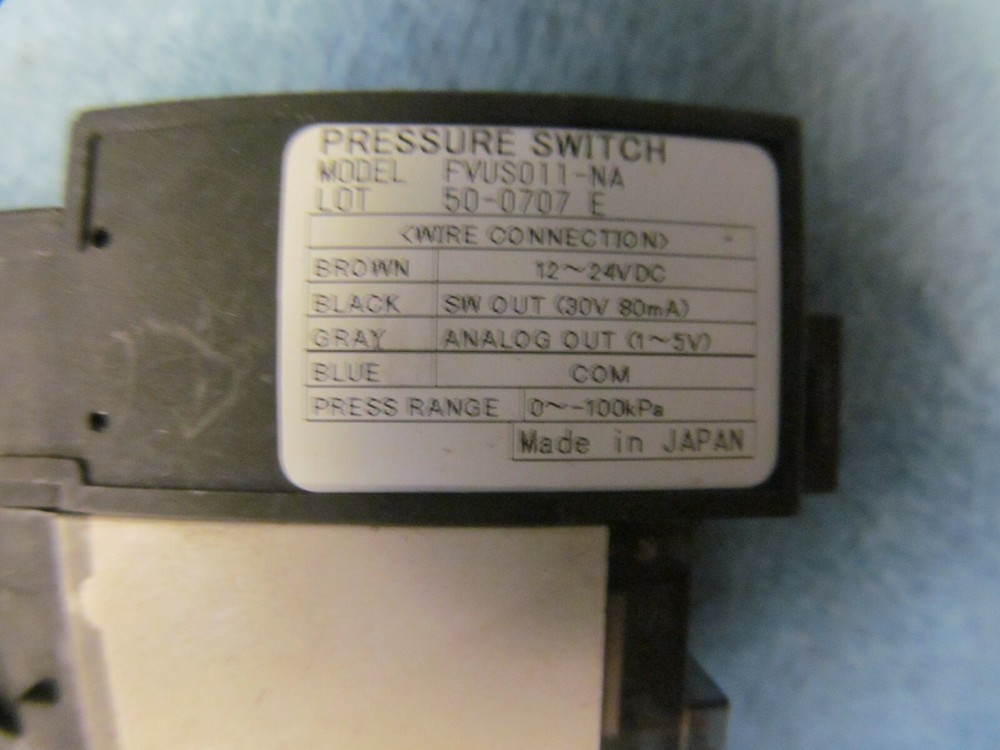 PRESSURE SWITCH
MODEL FVUS011-NA
LOT 50-0707 E
<WIRE CONNECTION>
BROWN 12~24VDC
BLACK SW OUT (30V 80mA)
GRAY ANALOG OUT (1~5V)
BLUE COM
PRESS RANGE 0~-100kPa
Made in JAPAN